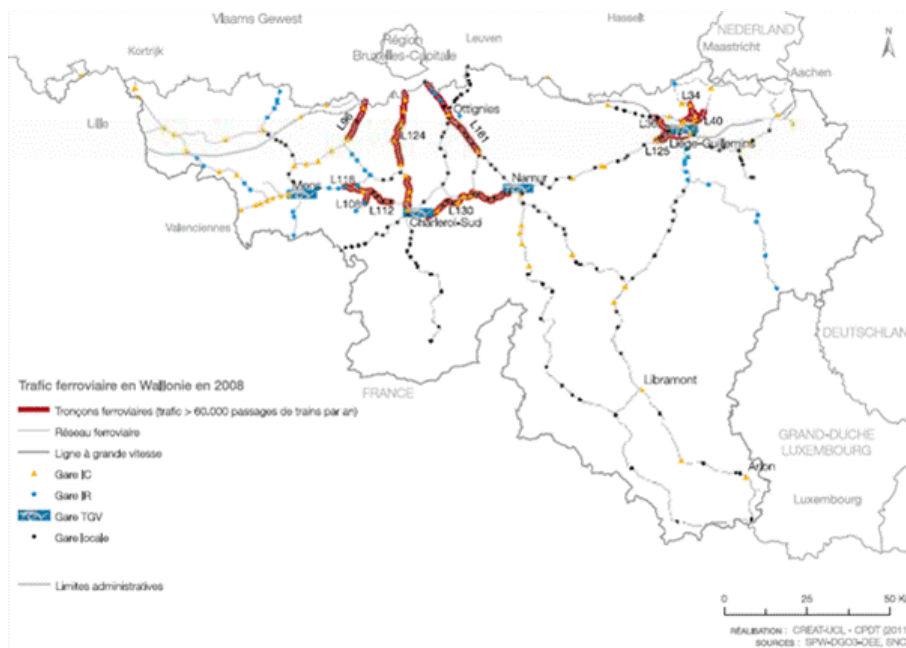 Vlaams Gewest
Hasselt
NEDERLAND
Région
Bruxelles-Capitale
Leuven
Kortrijk
Maastricht
N
Aachen
Lille
Ottignies
L96
L124
L161
L34
L40
L36
Liège-Guillemins
L125
Mons
L118
L108
L112
Namur
L130
Charleroi-Sud
Valenciennes
DEUTSCHLAN
FRANCE
Libramont
GRAND-DUCHE
LUXEMBOURG
Arlon
Luxembourg
Trafic ferroviaire en Wallonie en 2008
Tronçons ferroviaires (trafic > 60.000 passages de trains par an)
Réseau ferroviaire
Ligne à grande vitesse
Gare IC
Gare IR
Gare TGV
Gare locale
Limites administratives
0 25 50 K
RÉALISATION : CREAT-UCL - CPDT (2011
SOURCES : SPW-DGO3-DEE, SNC